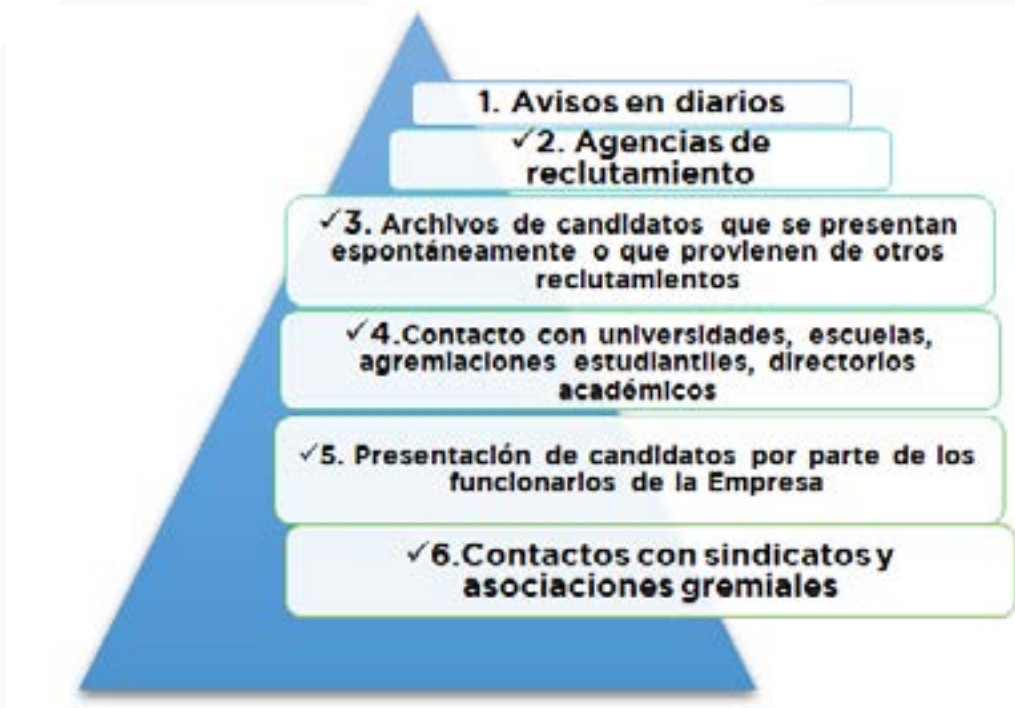 1. Avisos en diarios
✓2. Agencias de
reclutamiento
✓3. Archivos de candidatos que se presentan
espontáneamente o que provienen de otros
reclutamientos
✓4.Contacto con universidades, escuelas,
agremiaciones estudiantiles, directorios
académicos
✓5. Presentación de candidatos por parte de los
funcionarios de la Empresa
✓6.Contactos con sindicatos y
asociaciones gremiales